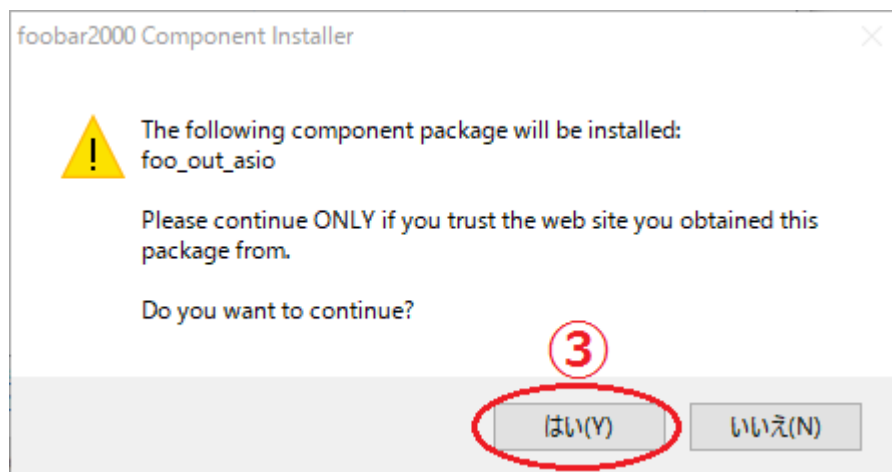 foobar2000 Component Installer
The following component package will be installed:
foo_out_asio
Please continue ONLY if you trust the web site you obtained this
package from.
Do you want to continue?
③
はい(Y)
いいえ(N)